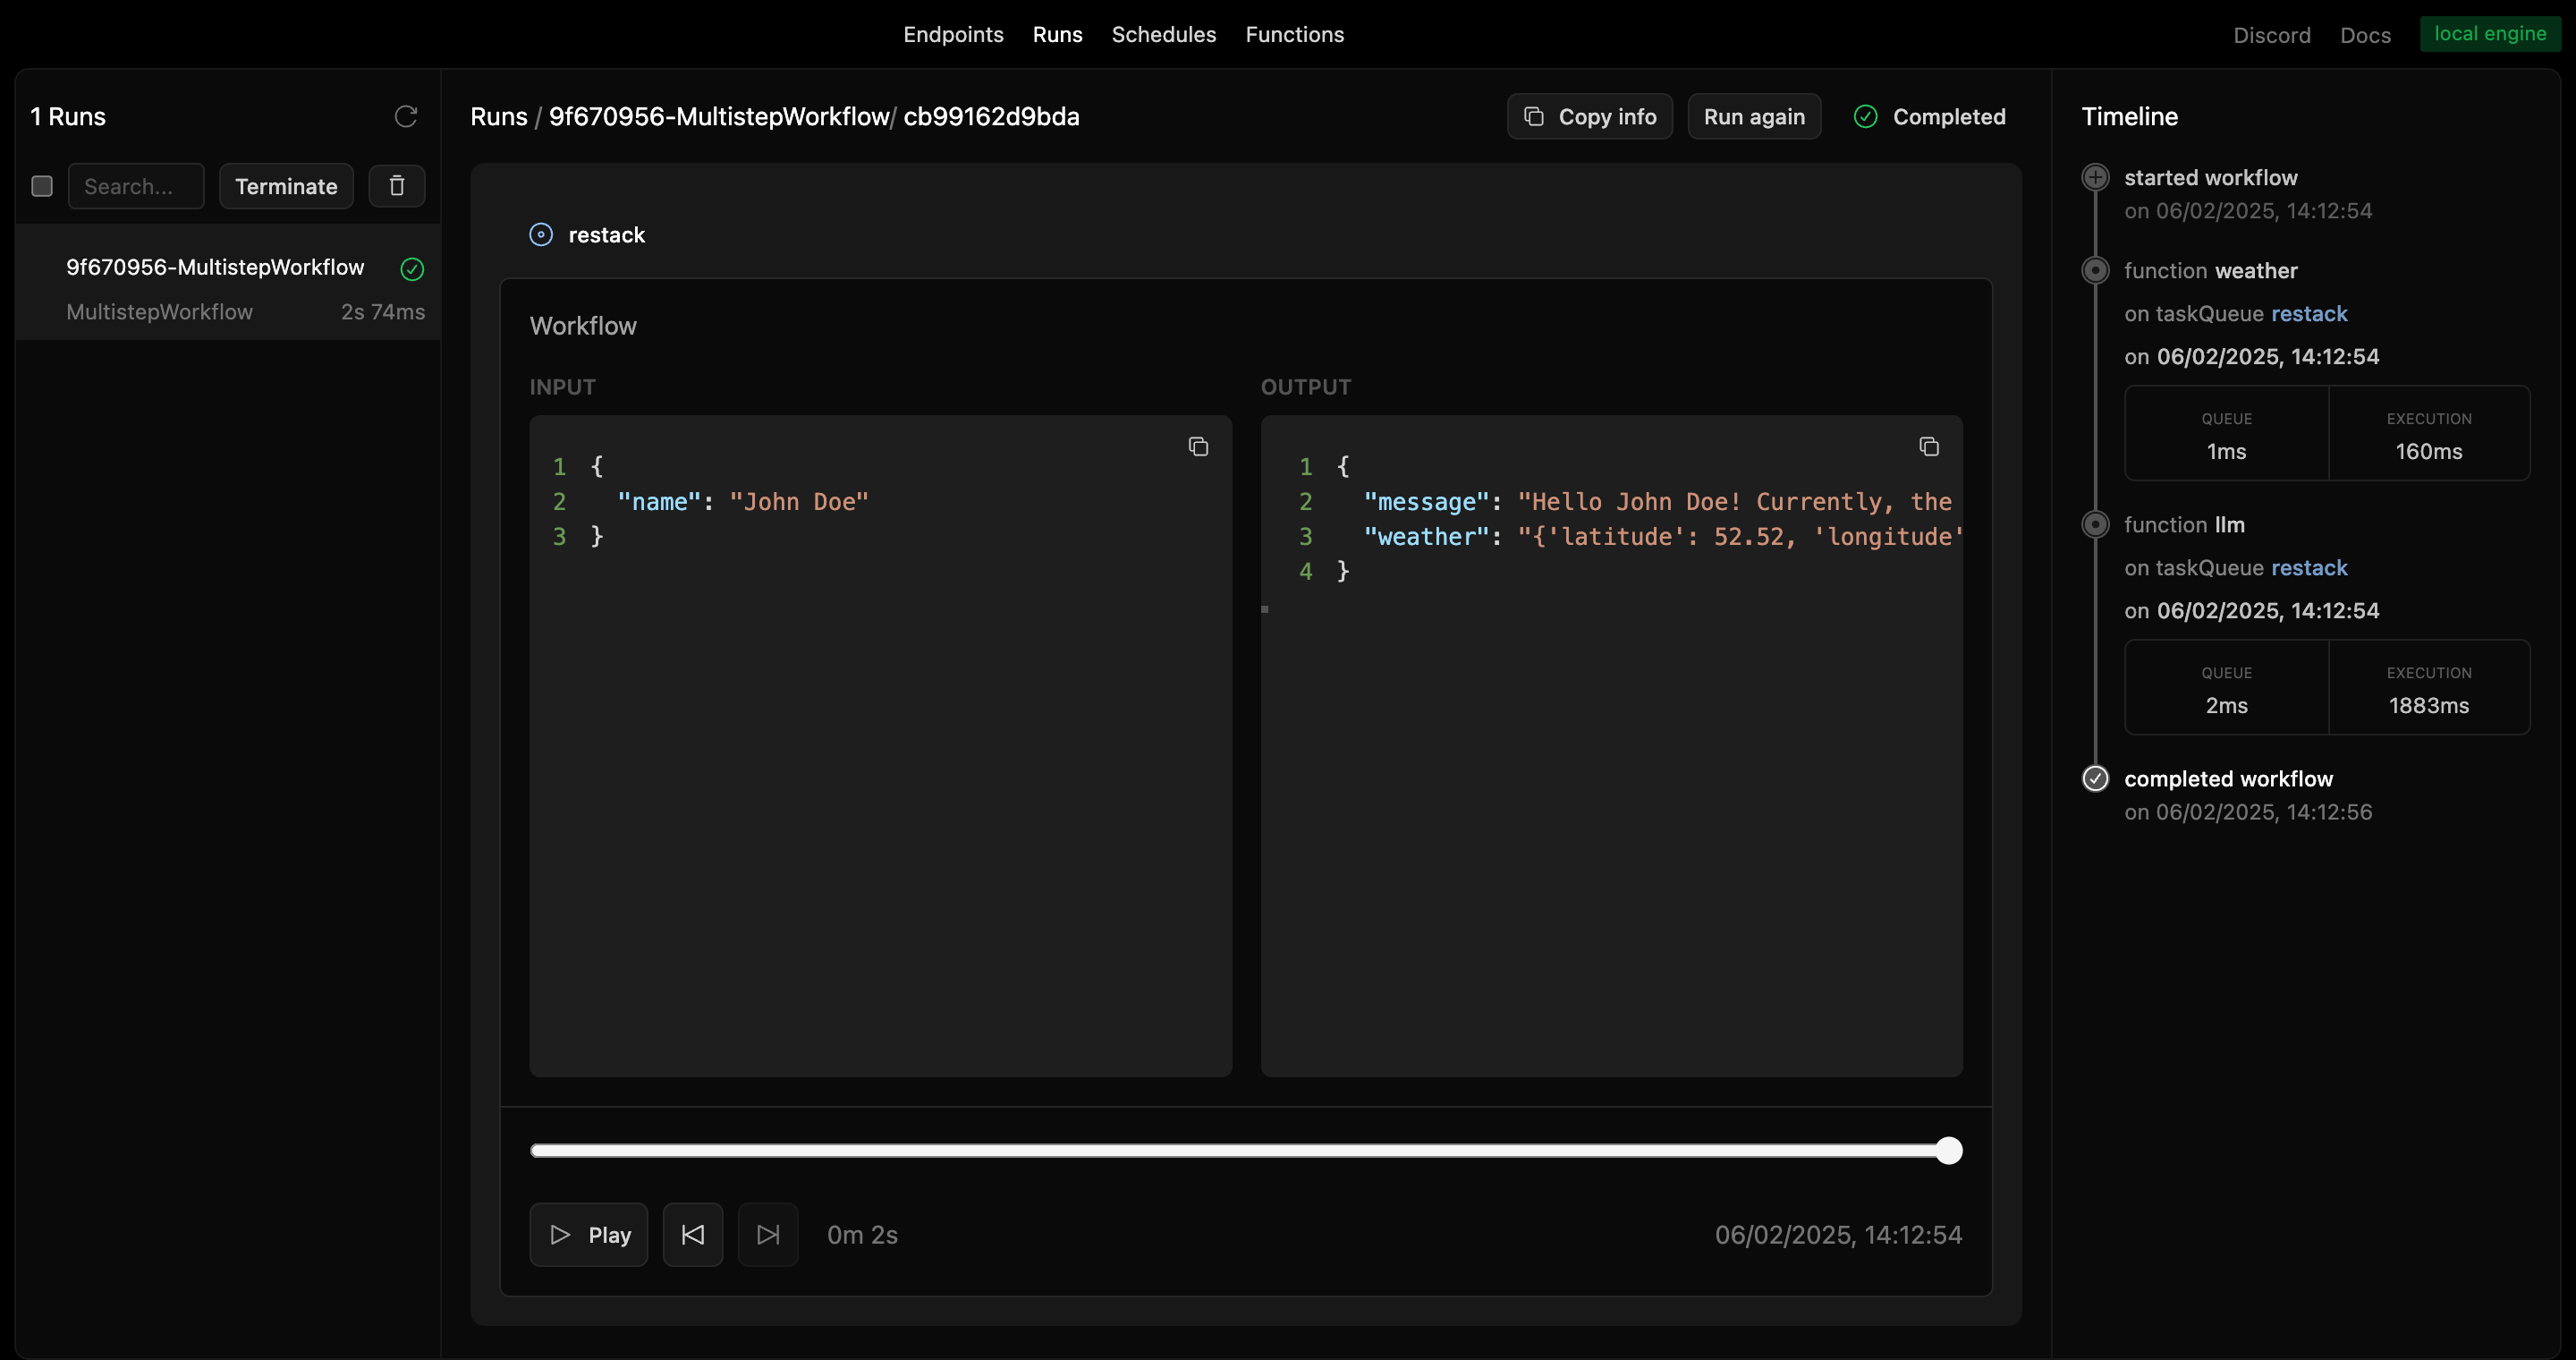 Endpoints Runs Schedules Functions
Discord Docs local engine
1 Runs
Search...
Terminate
9f670956-MultistepWorkflow
MultistepWorkflow 2s 74ms
Runs / 9f670956-MultistepWorkflow/ cb99162d9bda
Copy info
Run again
Completed
restack
Workflow
INPUT
1 {
2 "name": "John Doe"
3 }
OUTPUT
1 {
2 "message": "Hello John Doe! Currently, the
3 "weather": "{'latitude': 52.52, 'longitude'
4 }
Play
0m 2s
06/02/2025, 14:12:54
Timeline
started workflow
on 06/02/2025, 14:12:54
function weather
on taskQueue restack
on 06/02/2025, 14:12:54
QUEUE EXECUTION
1ms 160ms
function llm
on taskQueue restack
on 06/02/2025, 14:12:54
QUEUE EXECUTION
2ms 1883ms
completed workflow
on 06/02/2025, 14:12:56